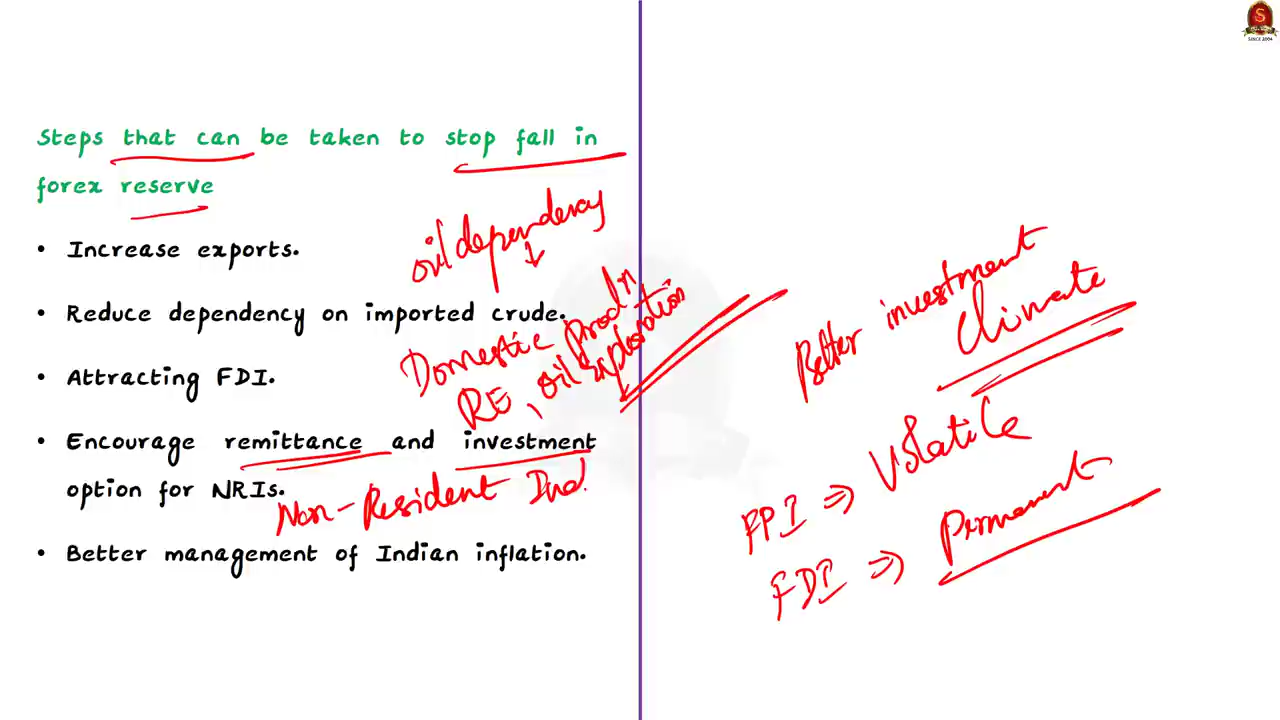 Steps that can be taken to stop fall in
forex reserve
• Increase exports.
• Reduce dependency on imported crude.
• Attracting FDI.
• Encourage remittance and investment
option for NRIs.
• Better management of Indian inflation.
oil dependency ↓
Domestic prodn
RE, Oil Exploration
Non-Resident Ind.
Better investment
Climate
FPI ⇒ Volatile
FDI ⇒ Permanent
S
SINCE 2004